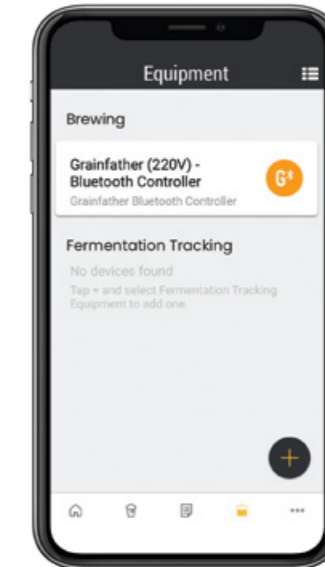 Equipment
Brewing
Grainfather (220V) -
Bluetooth Controller
G
Grainfather Bluetooth Controller
Fermentation Tracking
No devices found
Tap + and select Fermentation Tracking
Equipment to add one.
+